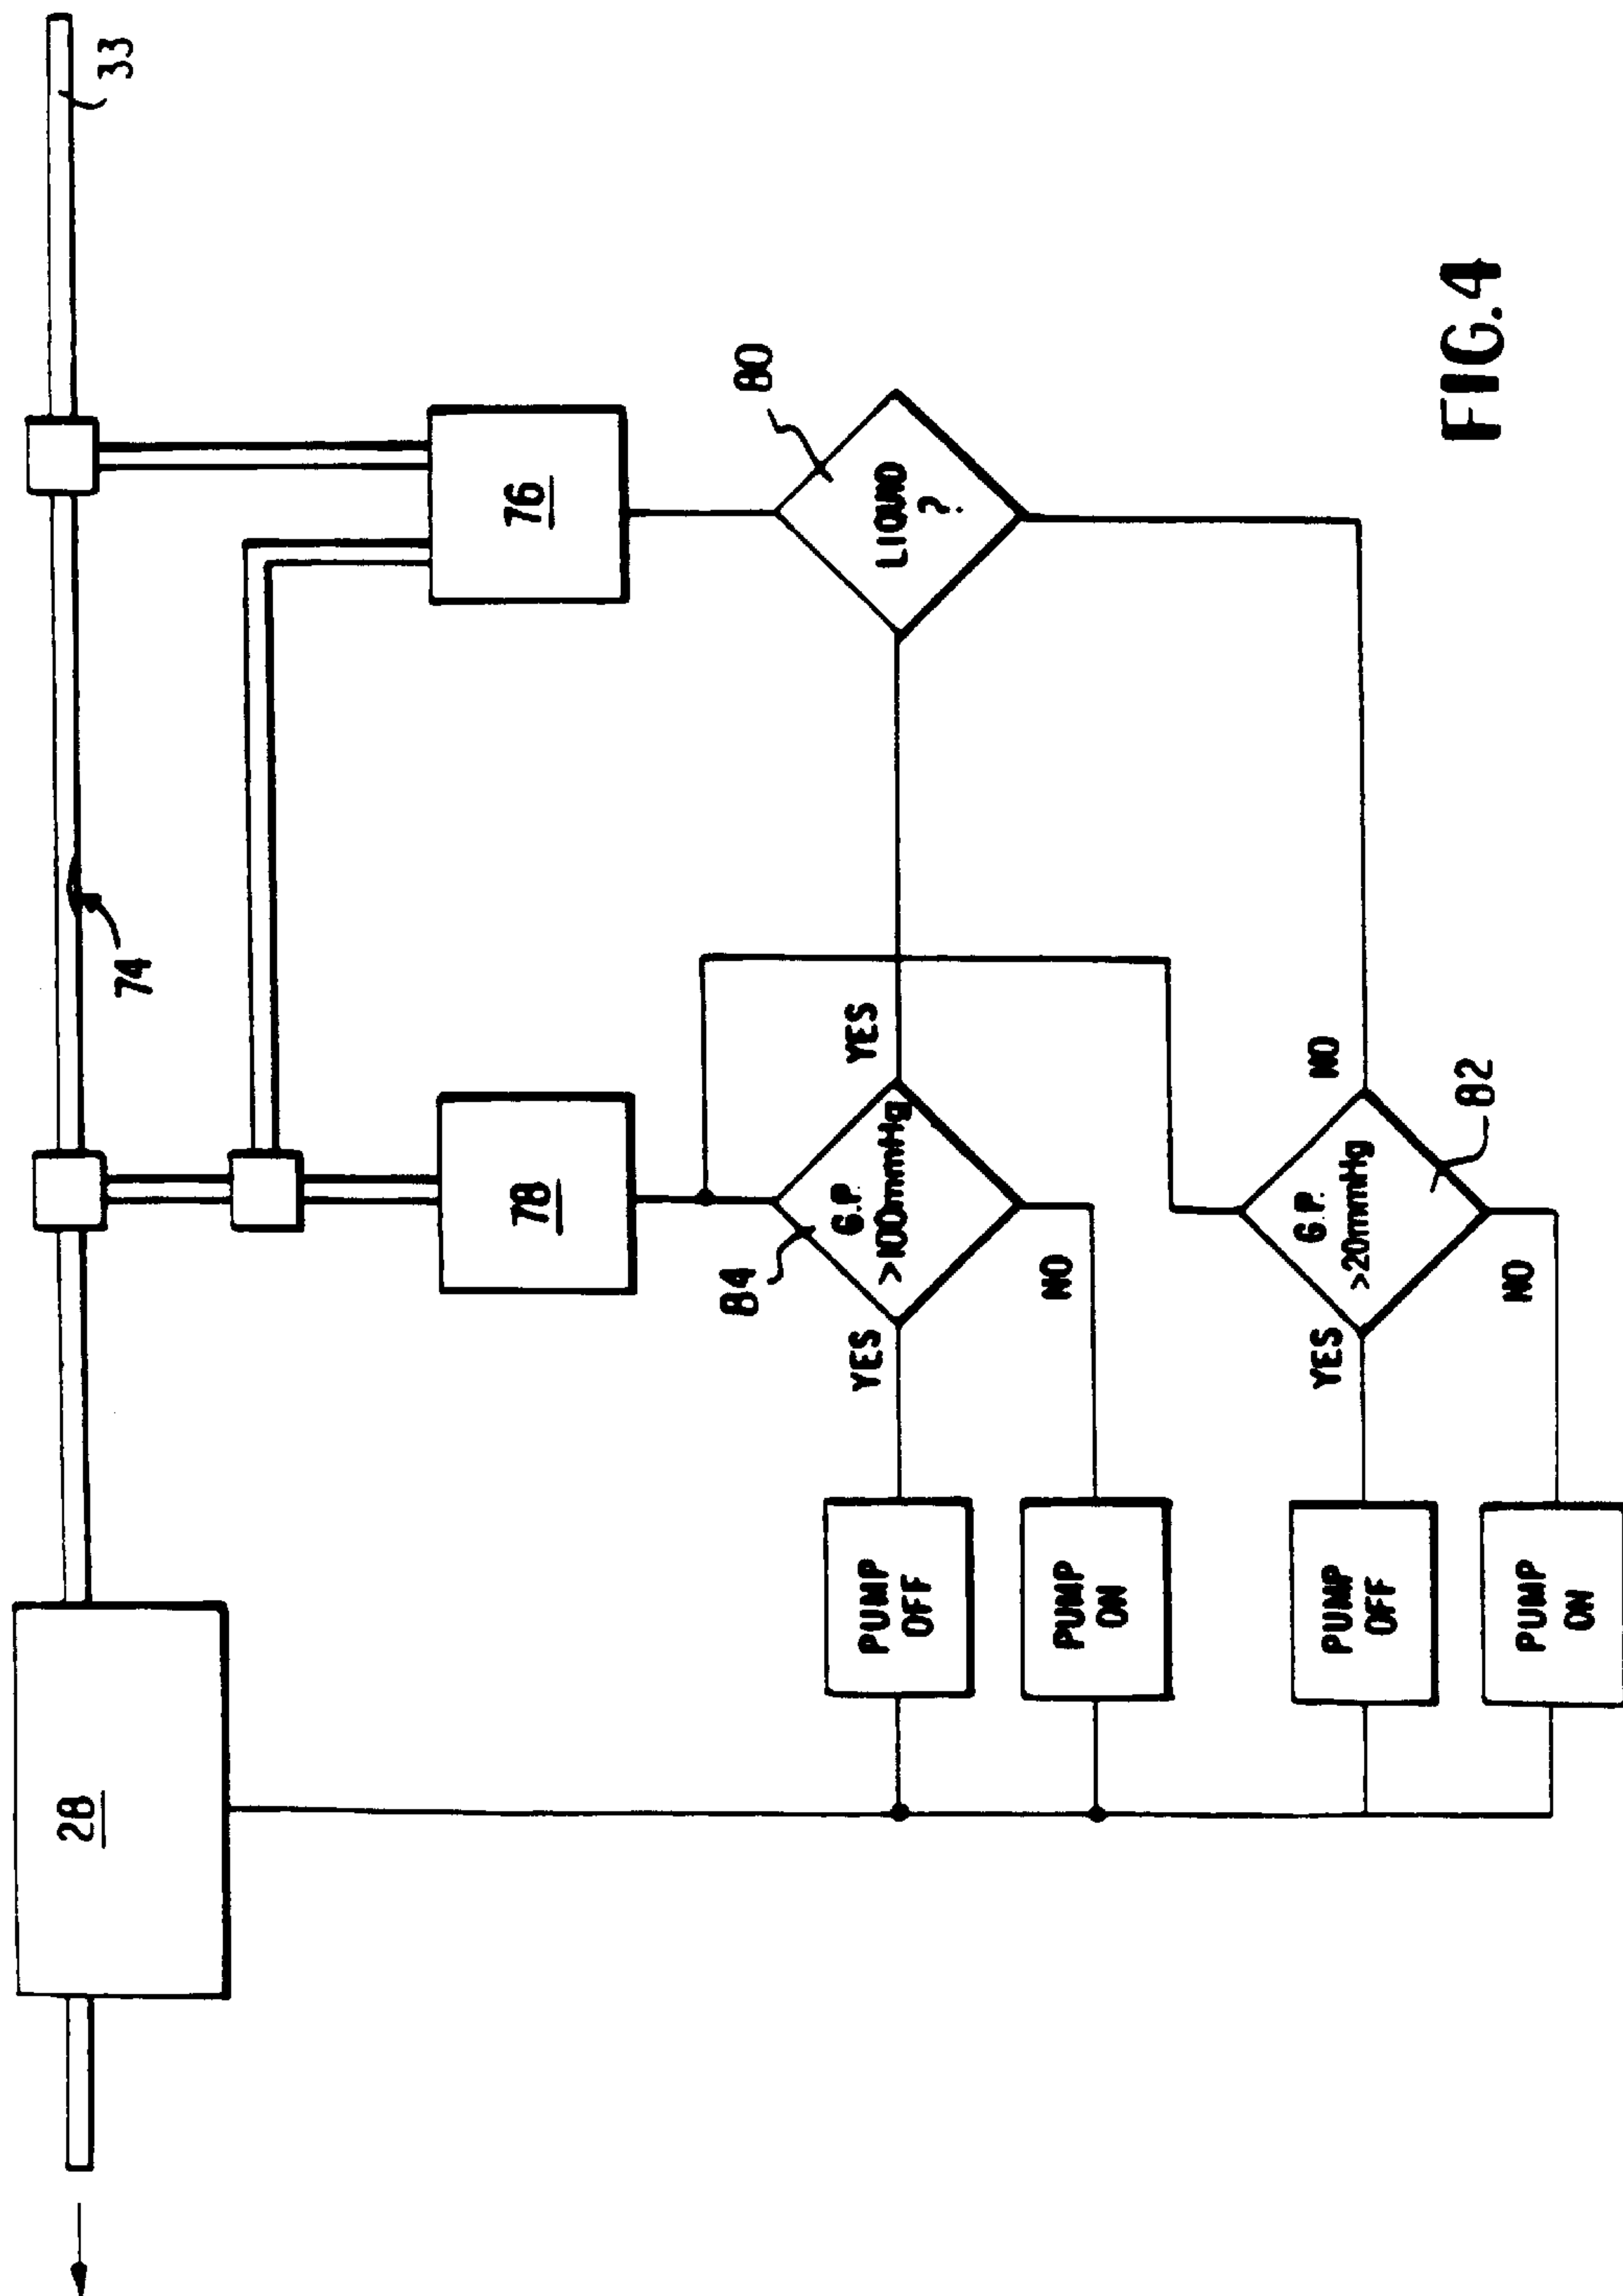 33
74
28
76
78
80
LIQUID
?
YES
NO
84
G.P.
>100mmHg
YES
NO
82
G.P.
>20mmHg
YES
NO
PUMP
OFF
PUMP
ON
PUMP
OFF
PUMP
ON
FIG.4